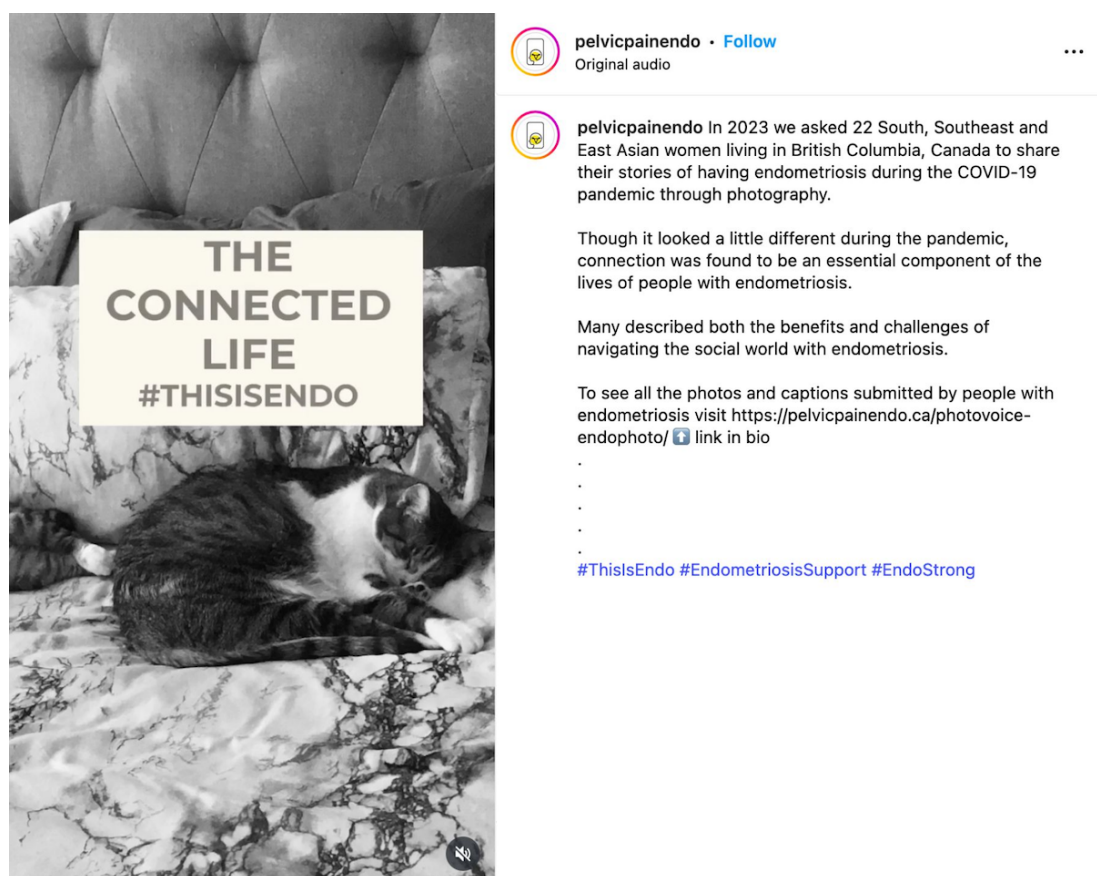 THE
CONNECTED
LIFE
#THISISENDO
pelvicpainendo • Follow
Original audio
pelvicpainendo In 2023 we asked 22 South, Southeast and
East Asian women living in British Columbia, Canada to share
their stories of having endometriosis during the COVID-19
pandemic through photography.
Though it looked a little different during the pandemic,
connection was found to be an essential component of the
lives of people with endometriosis.
Many described both the benefits and challenges of
navigating the social world with endometriosis.
To see all the photos and captions submitted by people with
endometriosis visit https://pelvicpainendo.ca/photovoice-
endophoto/ ⬆️ link in bio
.
.
.
.
.
#ThisIsEndo #EndometriosisSupport #EndoStrong